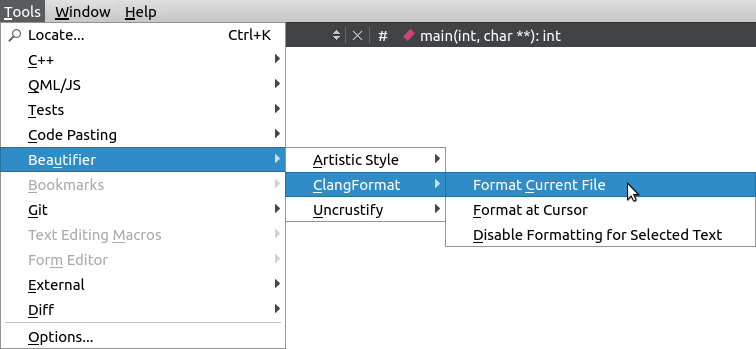 Tools Window Help
Locate... Ctrl+K
# main(int, char **): int
C++
QML/JS
Tests
Code Pasting
Beautifier
Artistic Style
Bookmarks
ClangFormat
Format Current File
Git
Uncrustify
Format at Cursor
Text Editing Macros
Disable Formatting for Selected Text
Form Editor
External
Diff
Options...